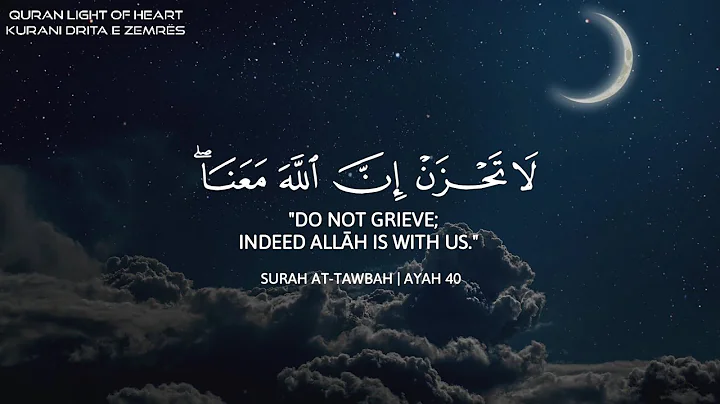 QURAN LIGHT OF HEART
KURANI DRITA E ZEMRËS
لَا تَحْزَنْ إِنَّ ٱللَّهَ مَعَنَا ۖ
"DO NOT GRIEVE;
INDEED ALLĀH IS WITH US."
SURAH AT-TAWBAH | AYAH 40